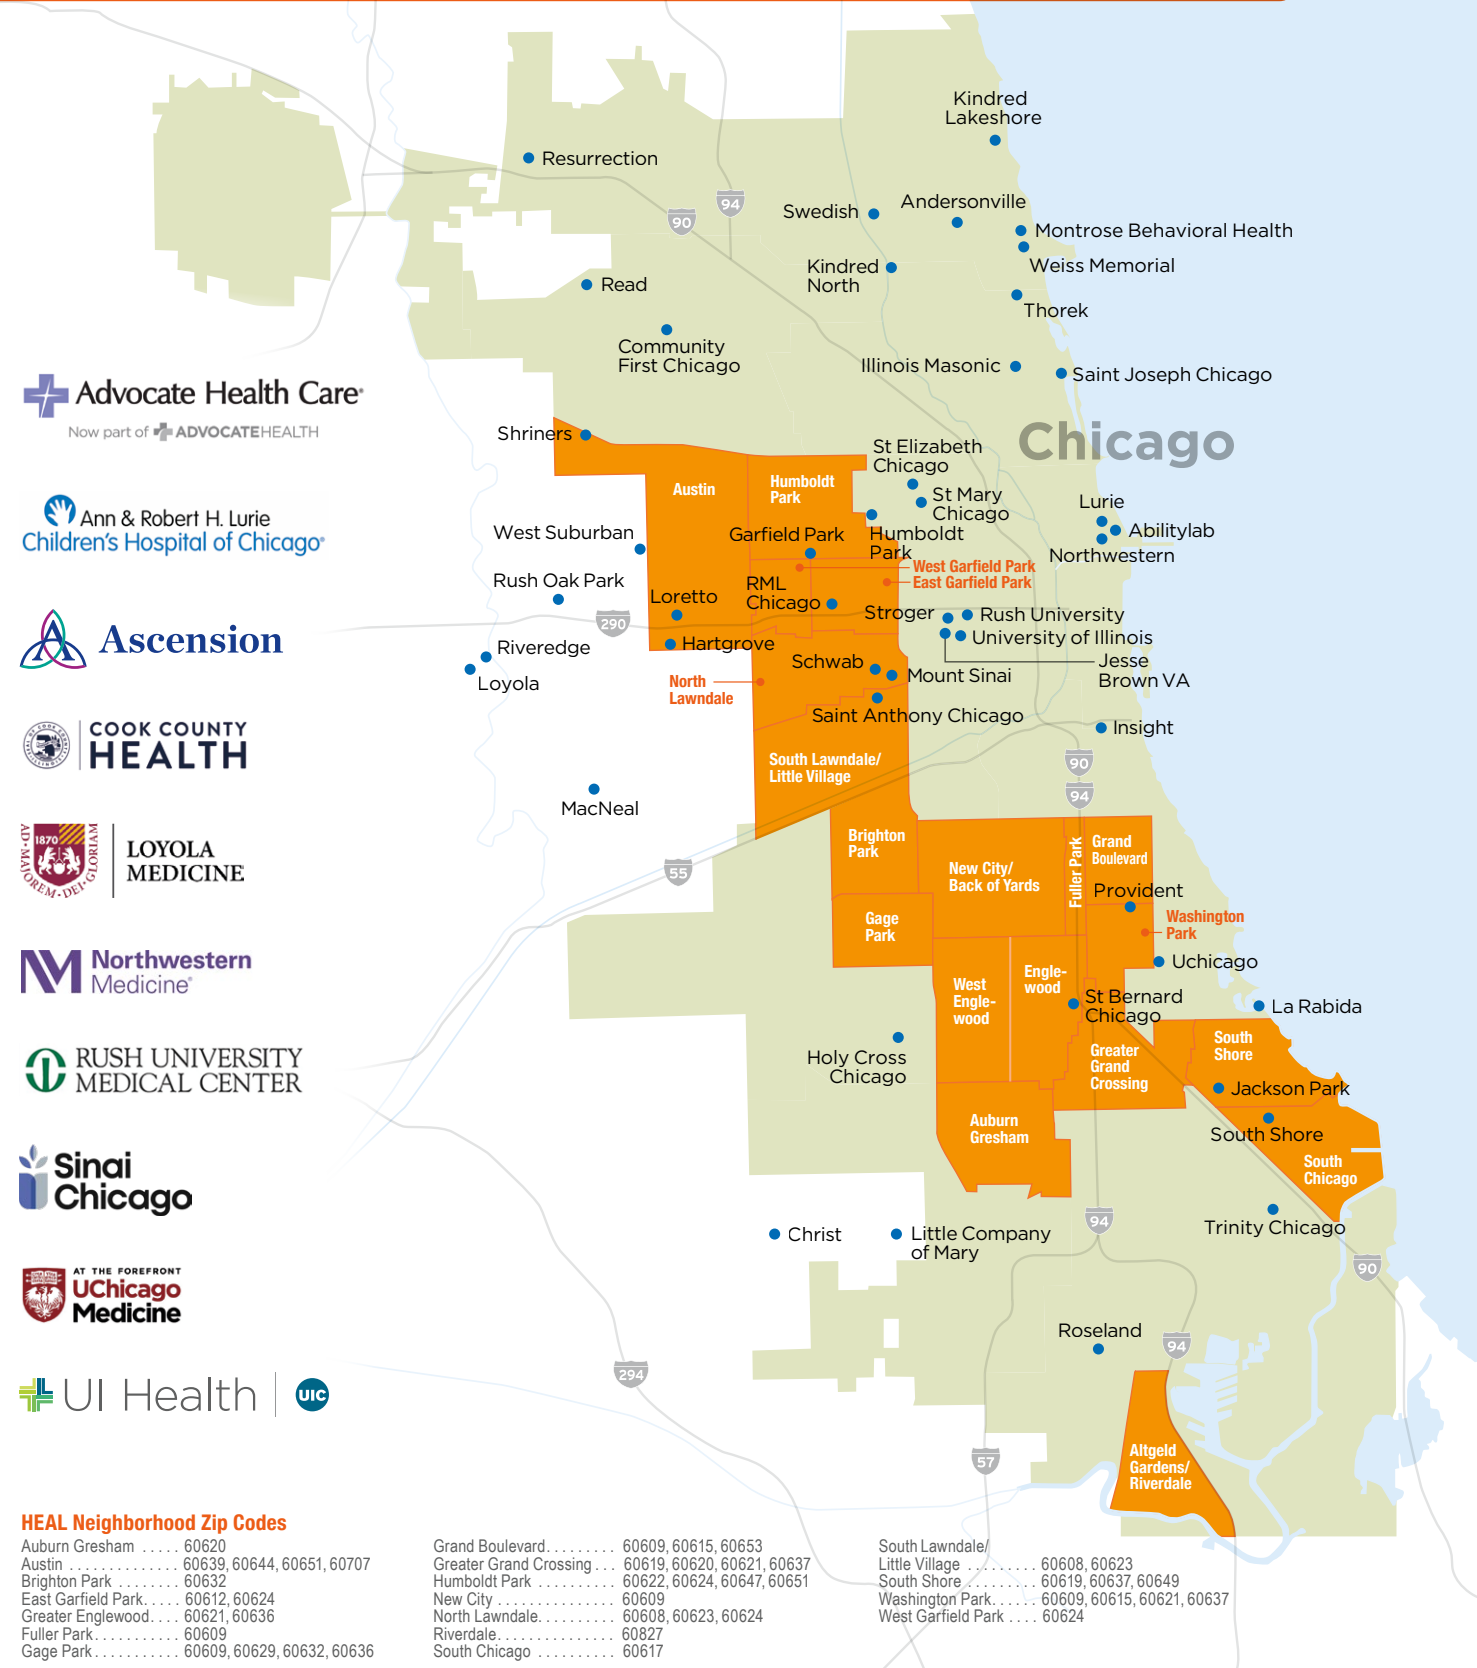 Kindred
Lakeshore
Resurrection
94
90
Swedish
Andersonville
Montrose Behavioral Health
Weiss Memorial
Kindred
North
Read
Thorek
Community
First Chicago
Illinois Masonic
Saint Joseph Chicago
Chicago
Advocate Health Care®
Now part of ADVOCATEHEALTH
Shriners
St Elizabeth
Chicago
Austin
Humboldt
Park
St Mary
Chicago
Lurie
Abilitylab
Northwestern
Ann & Robert H. Lurie
Children's Hospital of Chicago®
West Suburban
Garfield Park
Humboldt
Park
West Garfield Park
East Garfield Park
Rush Oak Park
RML
Chicago
Loretto
Stroger
Rush University
290
University of Illinois
Hartgrove
Riveredge
Loyola
Jesse
Brown VA
Schwab
Mount Sinai
North
Lawndale
Saint Anthony Chicago
Insight
Ascension
COOK COUNTY
HEALTH
South Lawndale/
Little Village
90
94
MacNeal
Brighton
Park
Fuller Park
Grand
Boulevard
1870
AD·MAJOREM·DEI·GLORIAM
LOYOLA
MEDICINE
55
New City/
Back of Yards
Provident
Gage
Park
Washington
Park
Uchicago
Northwestern
Medicine®
West
Engle-
wood
Engle-
wood
St Bernard
Chicago
La Rabida
RUSH UNIVERSITY
MEDICAL CENTER
Holy Cross
Chicago
Greater
Grand
Crossing
South
Shore
Jackson Park
Auburn
Gresham
South Shore
South
Chicago
Sinai
Chicago
Christ
Little Company
of Mary
94
Trinity Chicago
90
AT THE FOREFRONT
UChicago
Medicine
Roseland
94
294
UI Health
UIC
57
Altgeld
Gardens/
Riverdale
HEAL Neighborhood Zip Codes
Auburn Gresham . . . . . 60620
Austin . . . . . . . . . . . . . . 60639, 60644, 60651, 60707
Brighton Park . . . . . . . . 60632
East Garfield Park. . . . . 60612, 60624
Greater Englewood. . . . 60621, 60636
Fuller Park. . . . . . . . . . . 60609
Gage Park. . . . . . . . . . . 60609, 60629, 60632, 60636
Grand Boulevard. . . . . . . . . 60609, 60615, 60653
Greater Grand Crossing . . . 60619, 60620, 60621, 60637
Humboldt Park . . . . . . . . . . 60622, 60624, 60647, 60651
New City . . . . . . . . . . . . . . . 60609
North Lawndale. . . . . . . . . . 60608, 60623, 60624
Riverdale. . . . . . . . . . . . . . . 60827
South Chicago . . . . . . . . . . 60617
South Lawndale/
Little Village . . . . . . . . . 60608, 60623
South Shore . . . . . . . . . 60619, 60637, 60649
Washington Park. . . . . . 60609, 60615, 60621, 60637
West Garfield Park . . . . 60624